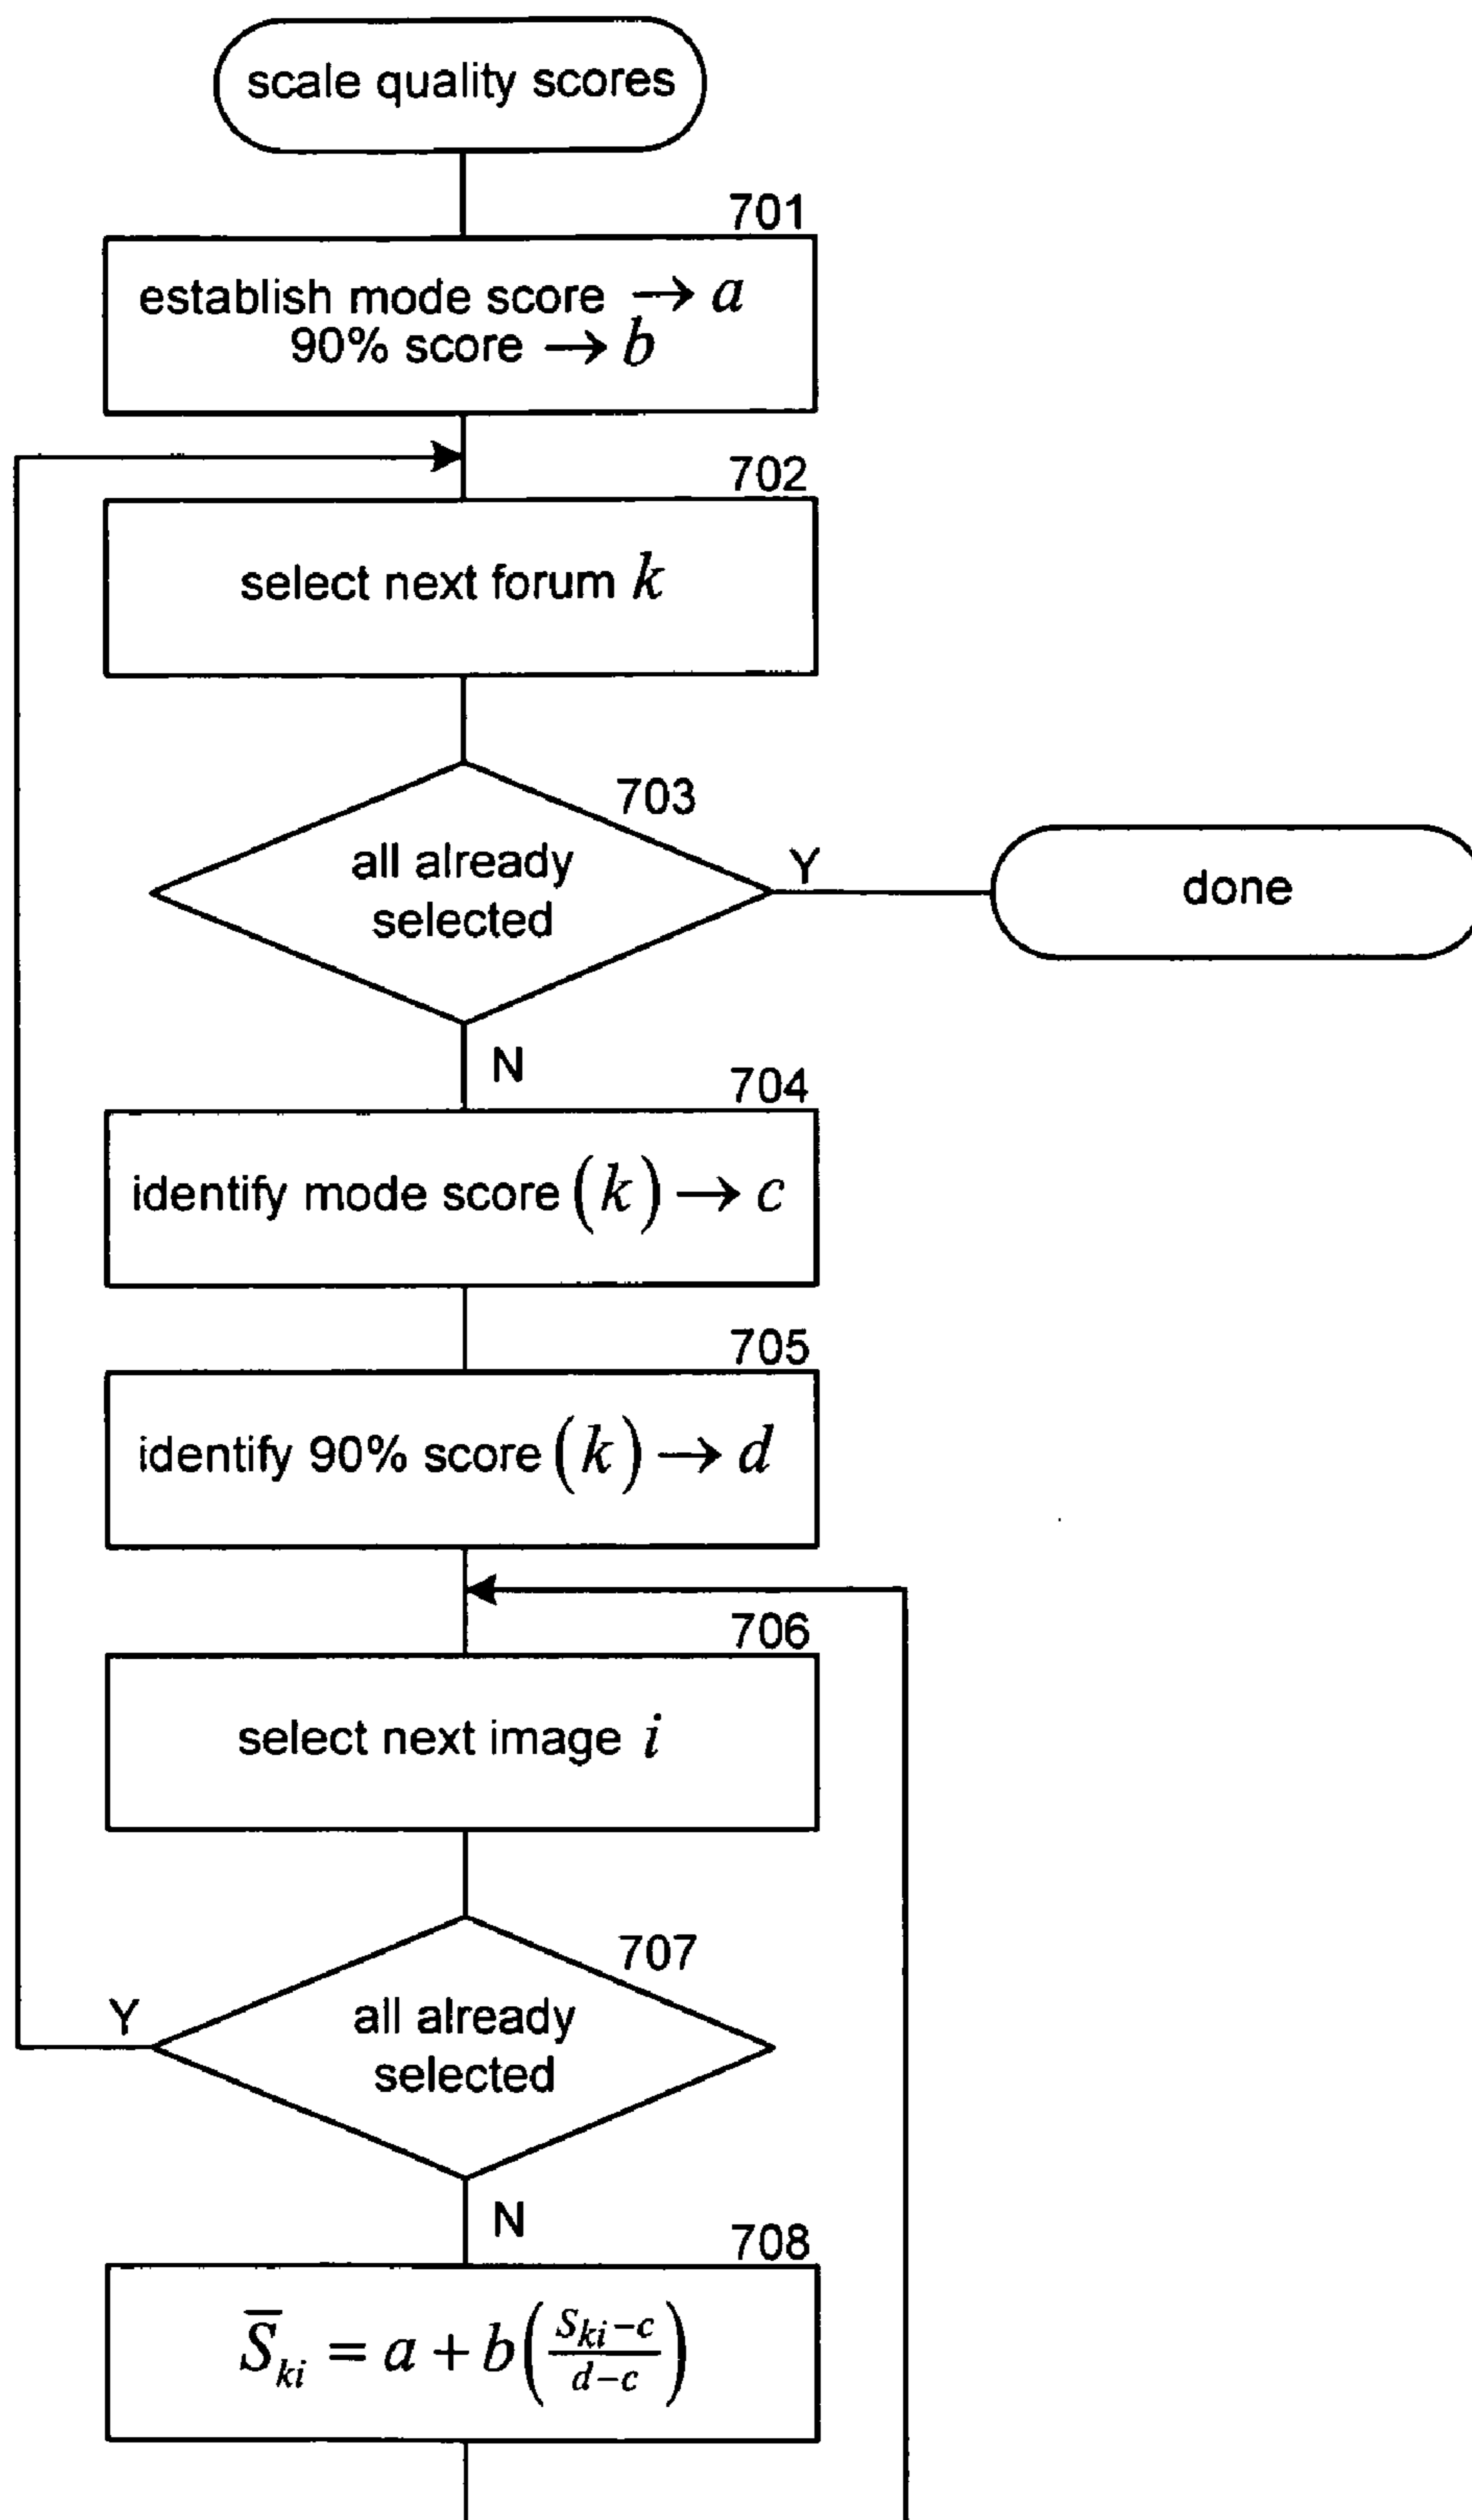 scale quality scores
701
establish mode score → a
90% score → b
702
select next forum k
703
all already
selected
Y
done
N
704
identify mode score (k) → c
705
identify 90% score (k) → d
706
select next image i
707
all already
selected
Y
N
708
S̅ₖᵢ = a + b((Sₖᵢ−c)/(d−c))